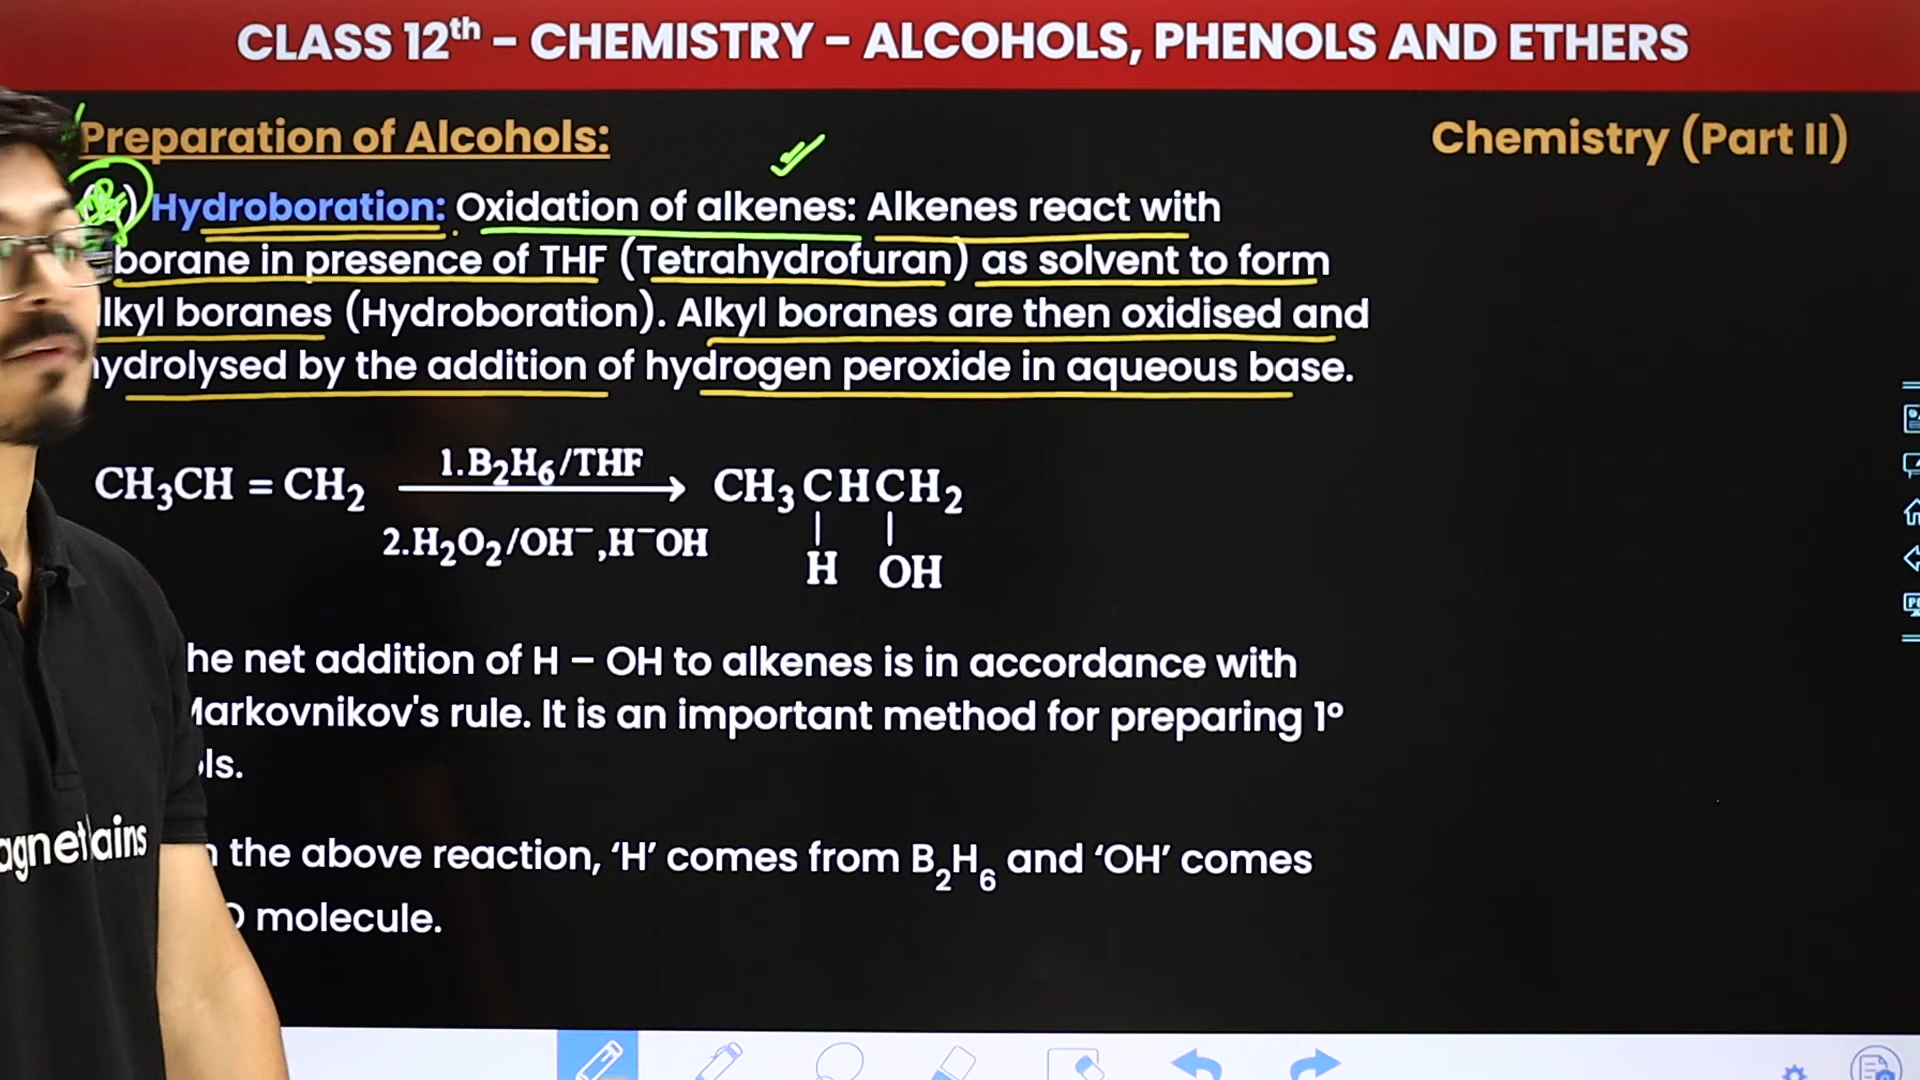 CLASS 12th - CHEMISTRY - ALCOHOLS, PHENOLS AND ETHERS
Preparation of Alcohols:
Chemistry (Part II)
Hydroboration: Oxidation of alkenes: Alkenes react with
borane in presence of THF (Tetrahydrofuran) as solvent to form
lkyl boranes (Hydroboration). Alkyl boranes are then oxidised and
ydrolysed by the addition of hydrogen peroxide in aqueous base.
1.B₂H₆/THF
CH₃CH = CH₂ ⟶ CH₃CHCH₂
2.H₂O₂/OH⁻,H⁻OH
H OH
he net addition of H – OH to alkenes is in accordance with
arkovnikov's rule. It is an important method for preparing 1°
ls.
the above reaction, ‘H’ comes from B₂H₆ and ‘OH’ comes
molecule.
agnet ains